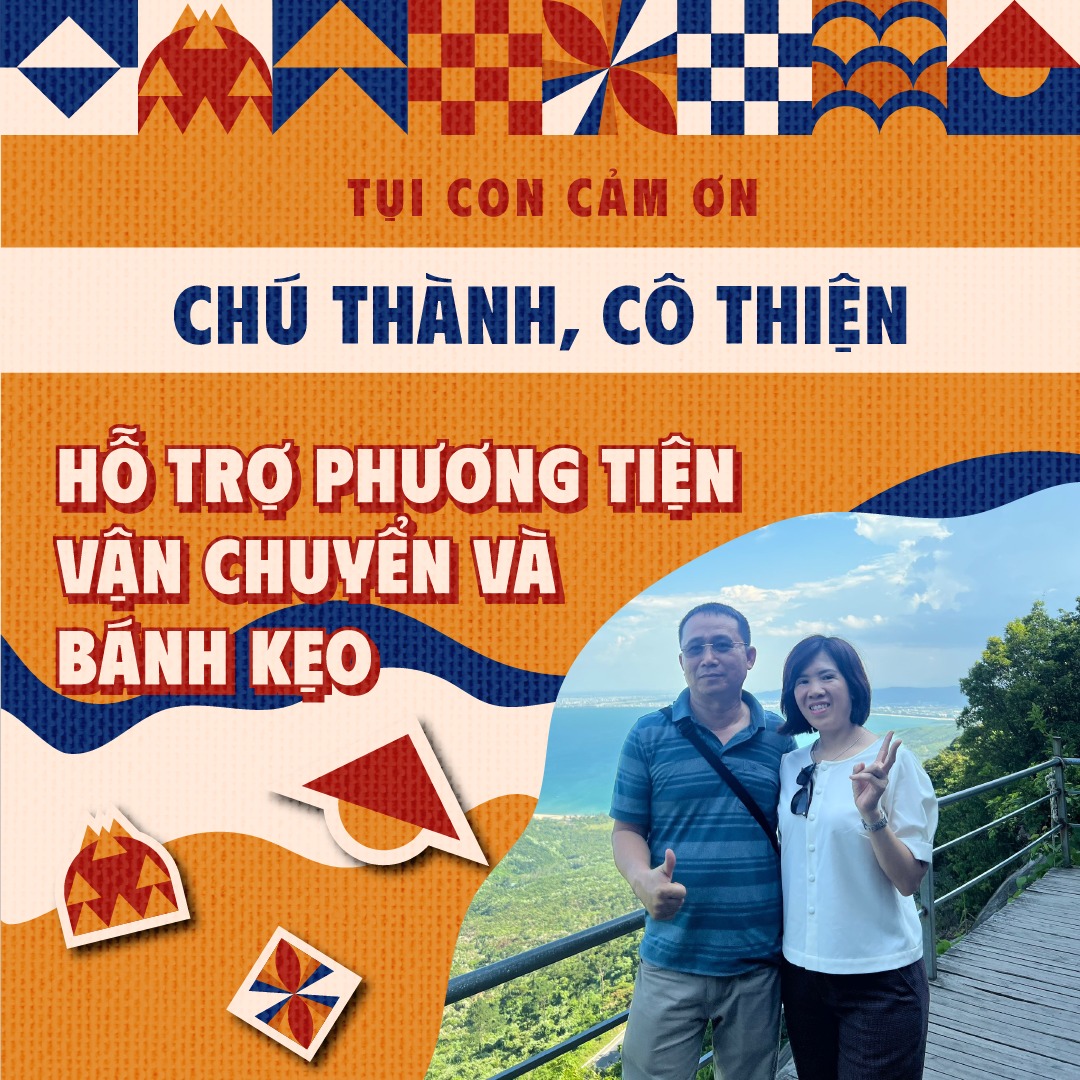 TỤI CON CẢM ƠN
CHÚ THÀNH, CÔ THIỆN
HỖ TRỢ PHƯƠNG TIỆN
VẬN CHUYỂN VÀ
BÁNH KẸO